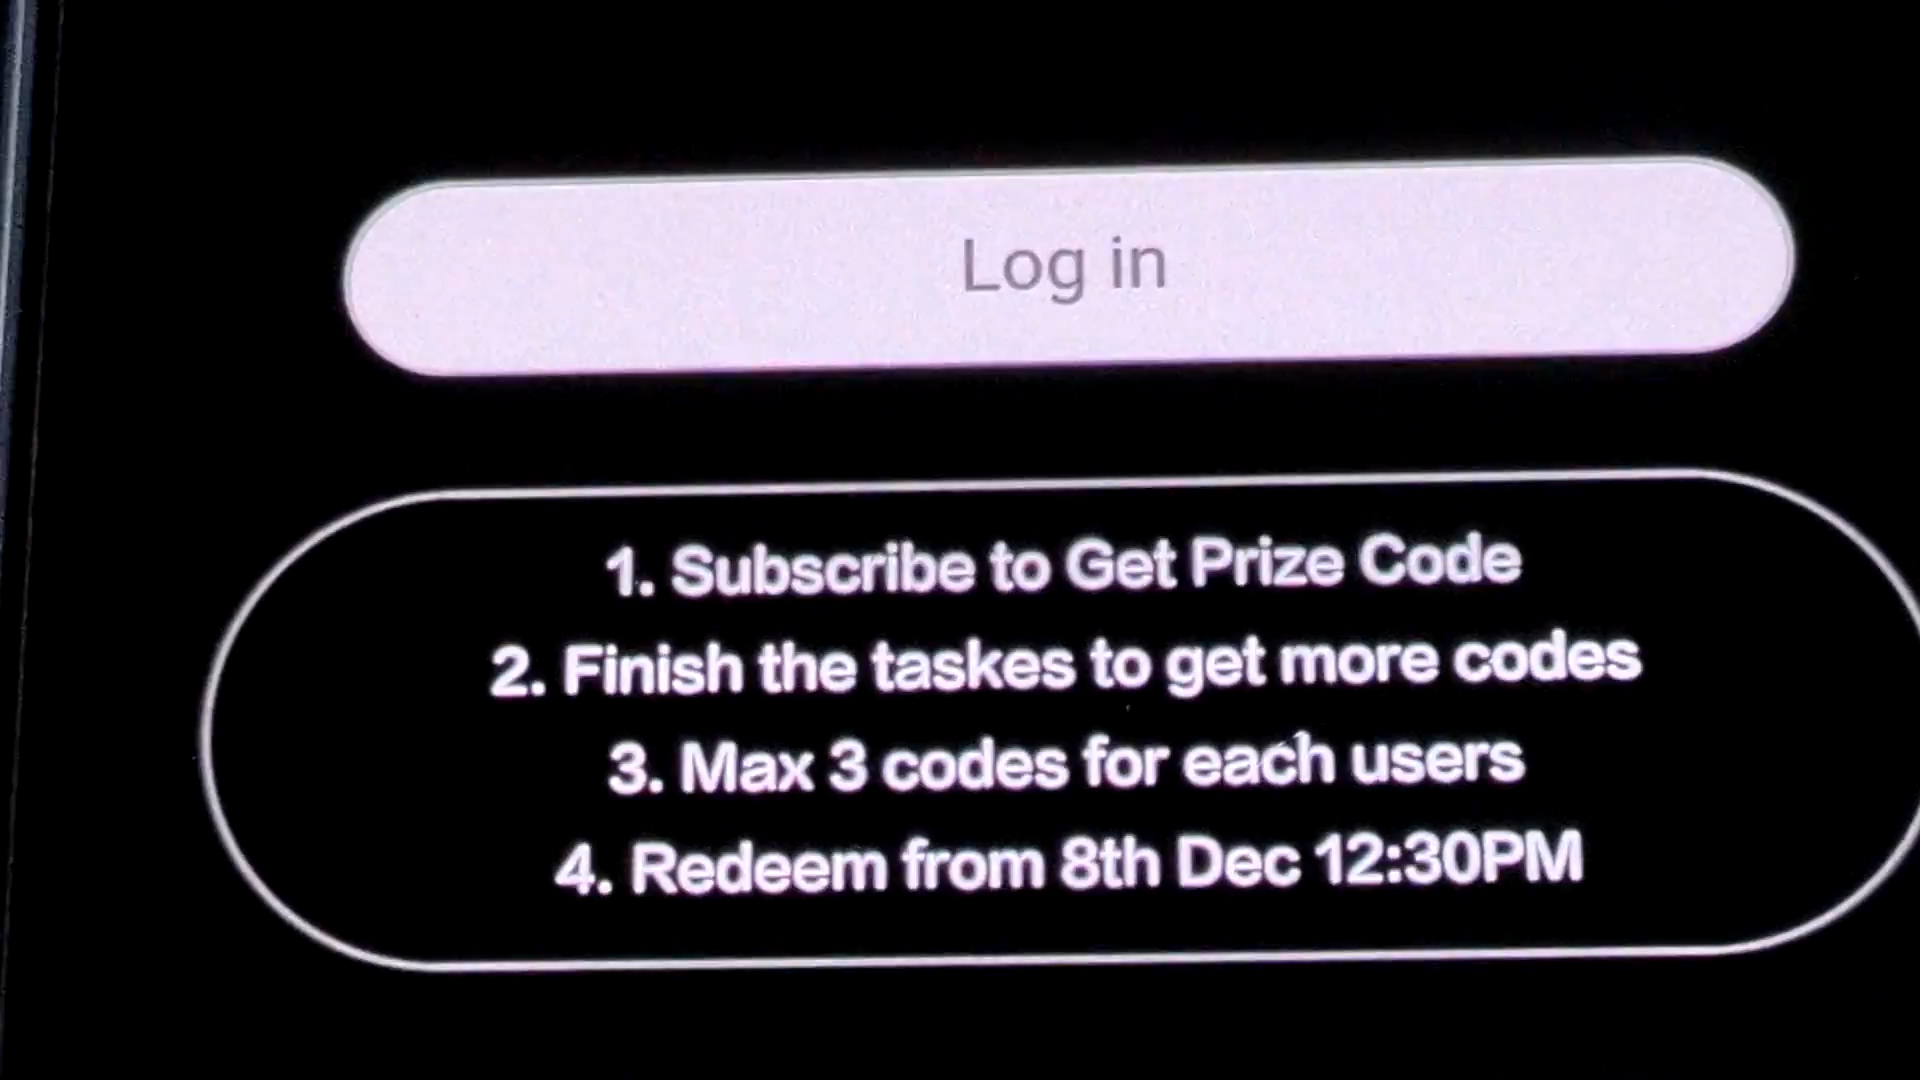 Log in
1. Subscribe to Get Prize Code
2. Finish the taskes to get more codes
3. Max 3 codes for each users
4. Redeem from 8th Dec 12:30PM